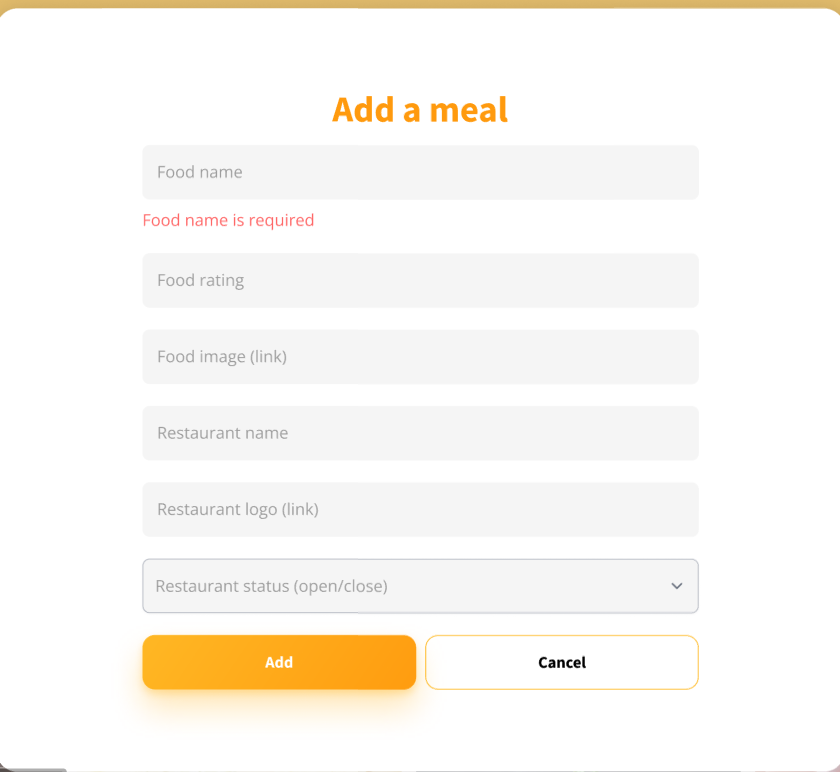 Add a meal
Food name
Food name is required
Food rating
Food image (link)
Restaurant name
Restaurant logo (link)
Restaurant status (open/close)
Add
Cancel